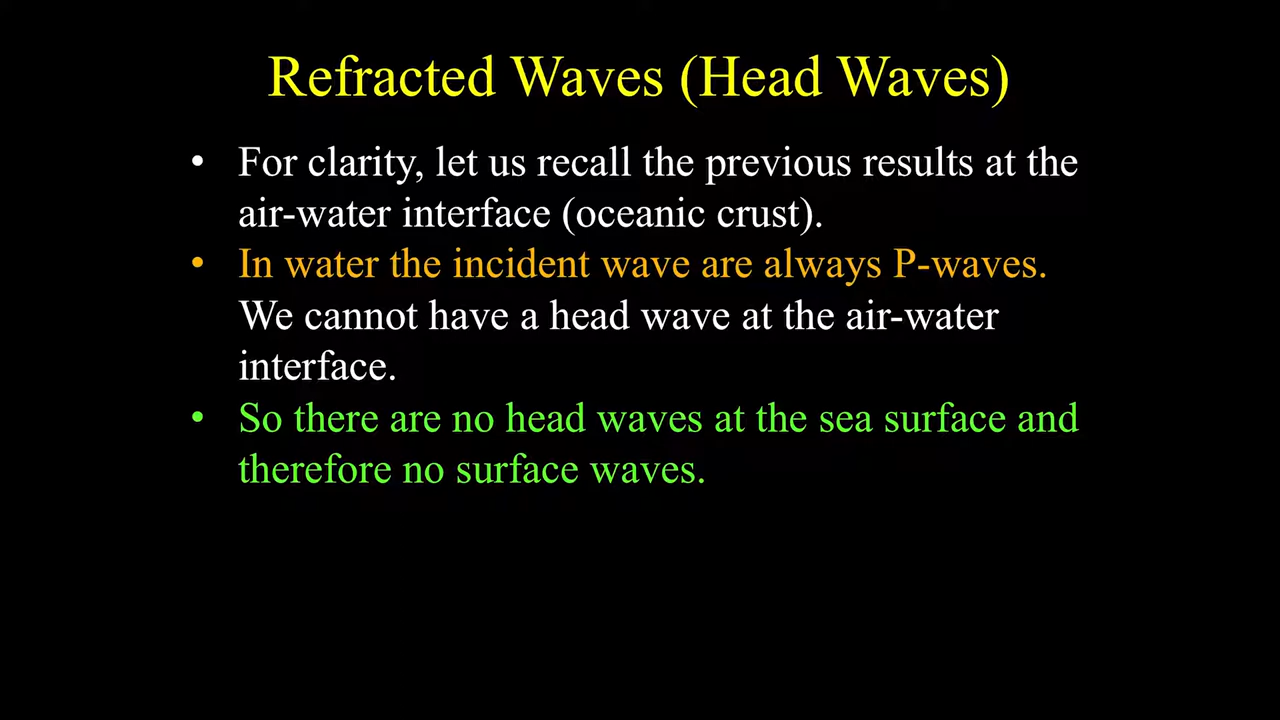 Refracted Waves (Head Waves)
• For clarity, let us recall the previous results at the
air-water interface (oceanic crust).
• In water the incident wave are always P-waves.
We cannot have a head wave at the air-water
interface.
• So there are no head waves at the sea surface and
therefore no surface waves.